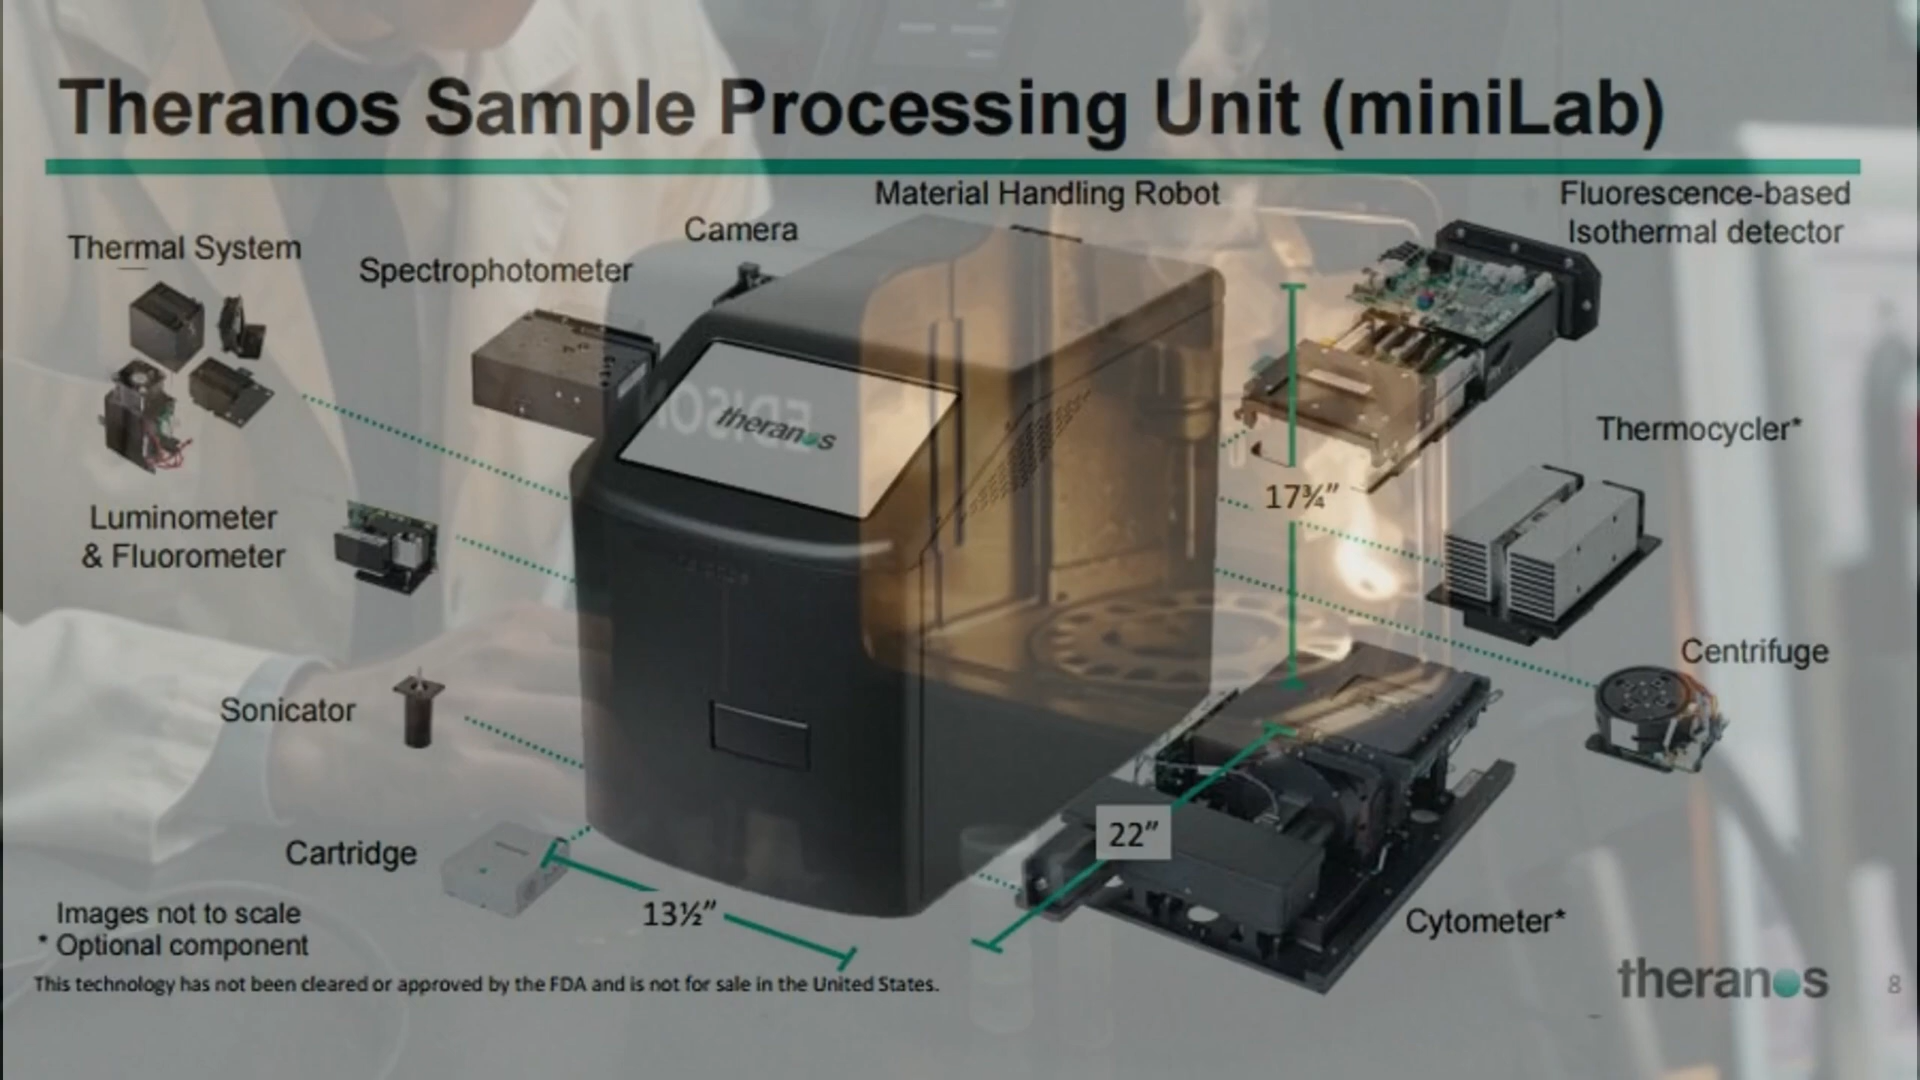 Theranos Sample Processing Unit (miniLab)
Material Handling Robot
Fluorescence-based
Isothermal detector
Camera
Thermal System
Spectrophotometer
EDISON
theranos
Thermocycler*
17¾”
Luminometer
& Fluorometer
Centrifuge
Sonicator
22”
Cartridge
13½”
Cytometer*
Images not to scale
* Optional component
This technology has not been cleared or approved by the FDA and is not for sale in the United States.
theranos
8